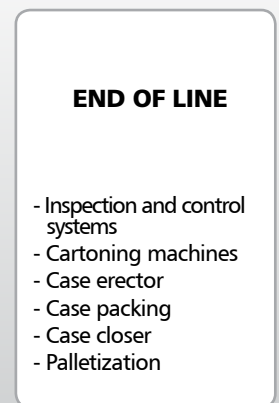 END OF LINE
- Inspection and control
systems
- Cartoning machines
- Case erector
- Case packing
- Case closer
- Palletization